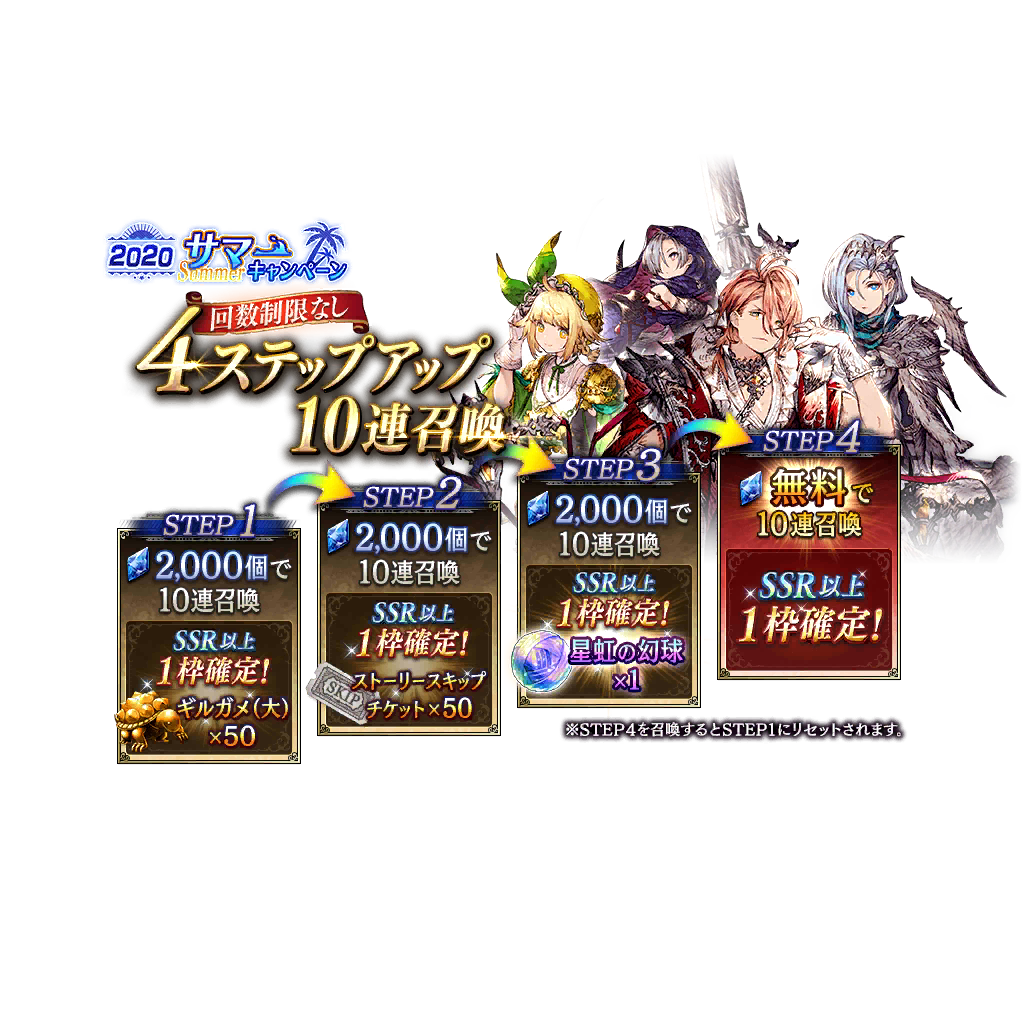 2020 サマー
Summer キャンペーン
回数制限なし
4ステップアップ
10連召喚
STEP1
2,000個で
10連召喚
SSR以上
1枠確定!
ギルガメ(大)
×50
STEP2
2,000個で
10連召喚
SSR以上
1枠確定!
SKIP
ストーリースキップ
チケット×50
STEP3
2,000個で
10連召喚
SSR以上
1枠確定!
星虹の幻球
×1
STEP4
無料で
10連召喚
SSR以上
1枠確定!
※STEP4を召喚するとSTEP1にリセットされます。